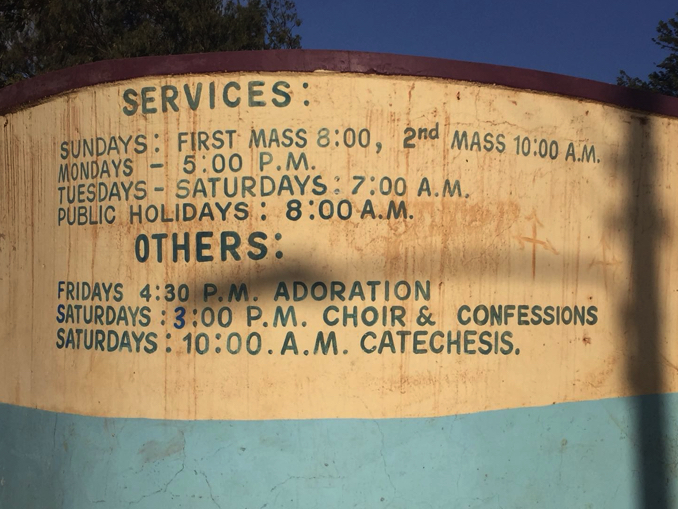 SERVICES:
SUNDAYS: FIRST MASS 8:00, 2nd MASS 10:00 A.M.
MONDAYS - 5:00 P.M.
TUESDAYS - SATURDAYS: 7:00 A.M.
PUBLIC HOLIDAYS: 8:00 A.M.
OTHERS:
FRIDAYS 4:30 P.M. ADORATION
SATURDAYS: 3:00 P.M. CHOIR & CONFESSIONS
SATURDAYS: 10:00.A.M. CATECHESIS.